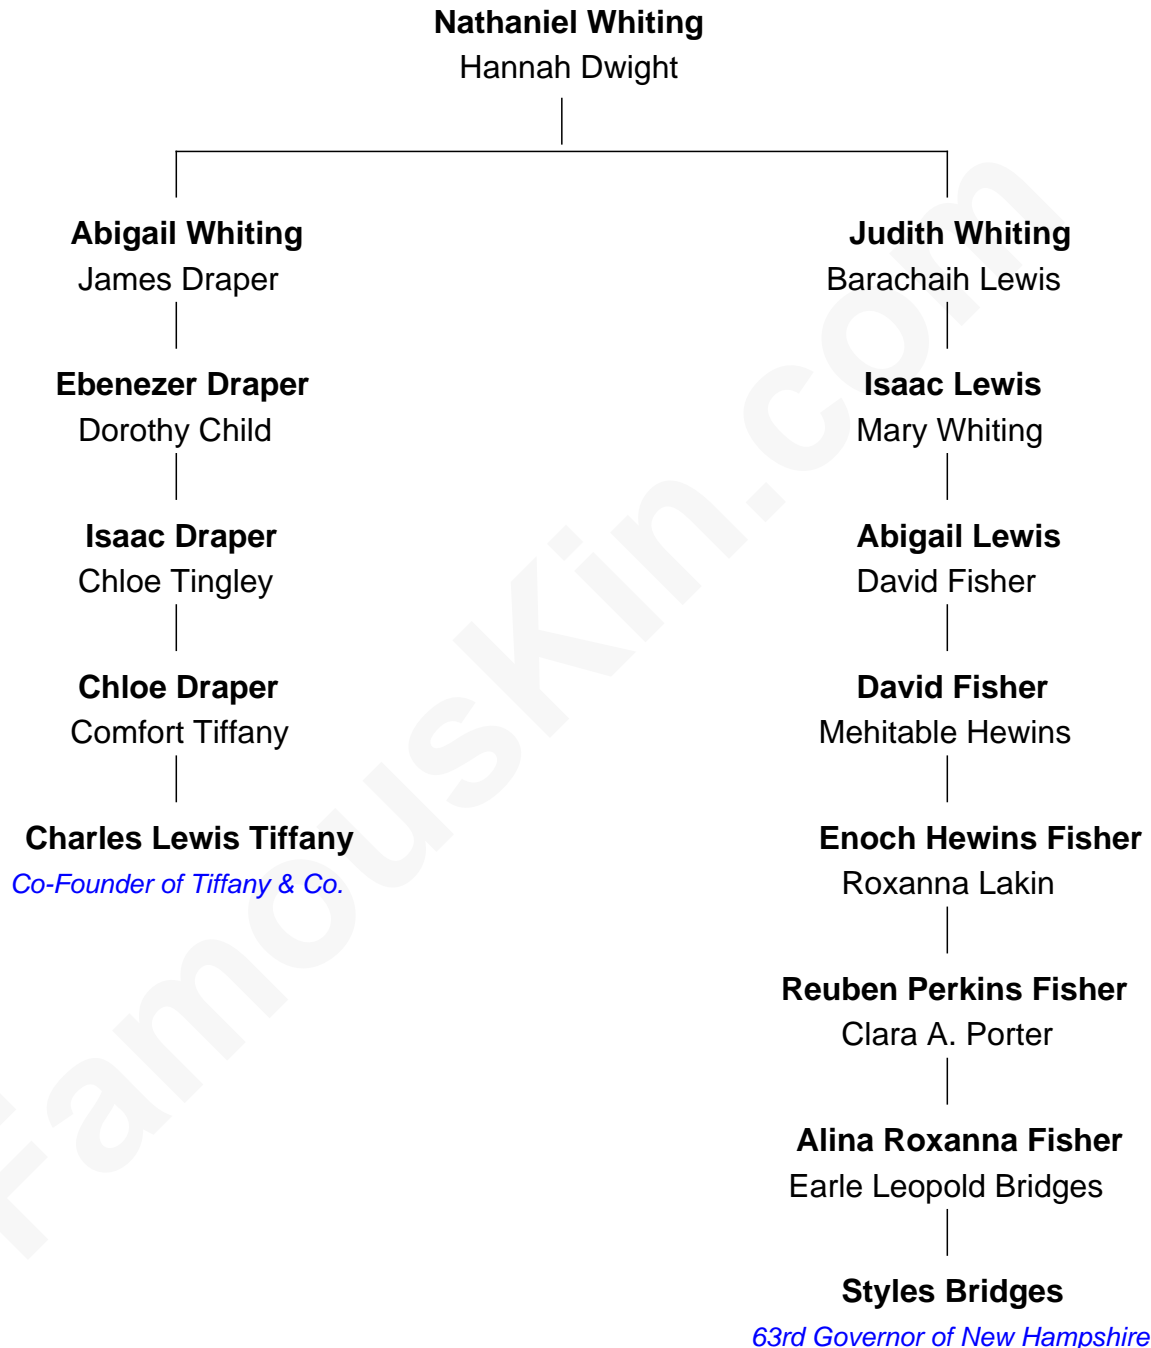 Nathaniel Whiting
Hannah Dwight
Abigail Whiting
James Draper
Ebenezer Draper
Dorothy Child
Isaac Draper
Chloe Tingley
Chloe Draper
Comfort Tiffany
Charles Lewis Tiffany
Co-Founder of Tiffany & Co.
Judith Whiting
Barachaih Lewis
Isaac Lewis
Mary Whiting
Abigail Lewis
David Fisher
David Fisher
Mehitable Hewins
Enoch Hewins Fisher
Roxanna Lakin
Reuben Perkins Fisher
Clara A. Porter
Alina Roxanna Fisher
Earle Leopold Bridges
Styles Bridges
63rd Governor of New Hampshire
FamousKin.com